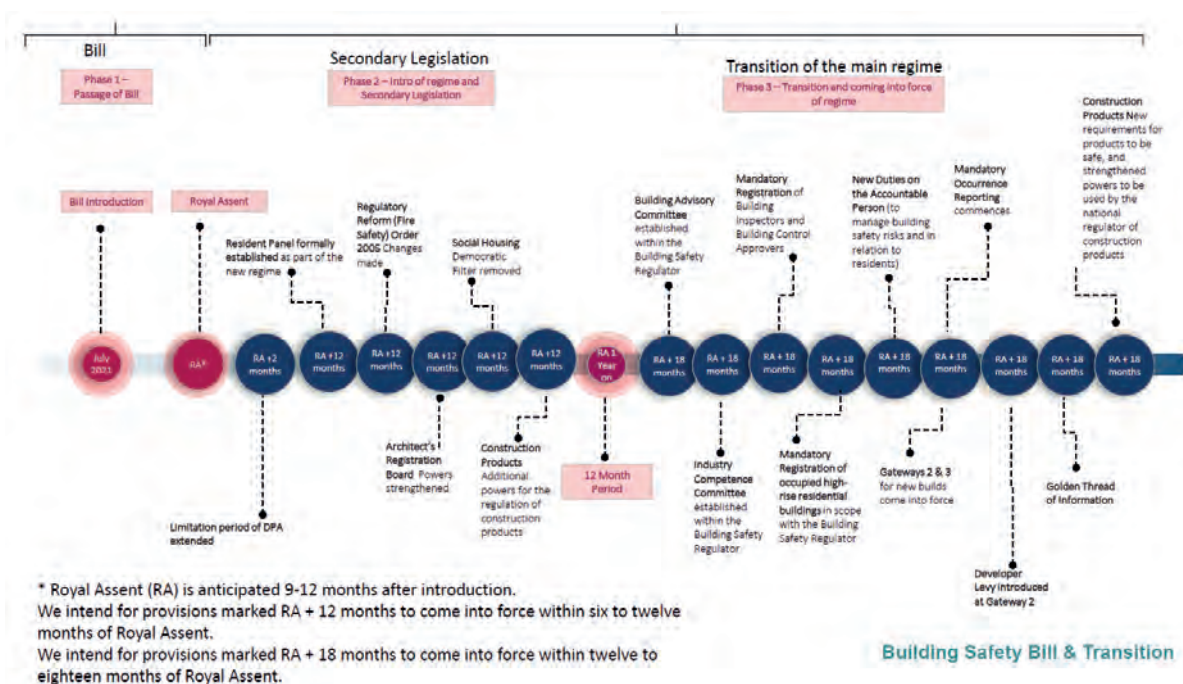 Bill
Phase 1 –
Passage of Bill
Secondary Legislation
Phase 2 – Intro of regime and
Secondary Legislation
Transition of the main regime
Phase 3 – Transition and coming into force
of regime
Bill Introduction
Royal Assent
Resident Panel formally
established as part of the
new regime
Regulatory
Reform (Fire
Safety) Order
2005 Changes
made
Social Housing
Democratic
Filter removed
Building Advisory
Committee
established
within the
Building Safety
Regulator
Mandatory
Registration of
Building
Inspectors and
Building Control
Approvers
New Duties on
the Accountable
Person (to
manage building
safety risks and in
relation to
residents)
Mandatory
Occurrence
Reporting
commences
Construction
Products New
requirements for
products to be
safe, and
strengthened
powers to be
used by the
national
regulator of
construction
products
July
2021
RA*
RA +2
months
RA +12
months
RA +12
months
RA +12
months
RA +12
months
RA +12
months
RA 1
Year
on
RA + 18
months
RA + 18
months
RA + 18
months
RA + 18
months
RA + 18
months
RA + 18
months
RA + 18
months
RA + 18
months
RA + 18
months
Limitation period of DPA
extended
Architect's
Registration
Board Powers
strengthened
Construction
Products
Additional
powers for the
regulation of
construction
products
12 Month
Period
Industry
Competence
Committee
established
within the
Building Safety
Regulator
Mandatory
Registration of
occupied high-
rise residential
buildings in scope
with the Building
Safety Regulator
Gateways 2 & 3
for new builds
come into force
Developer
Levy introduced
at Gateway 2
Golden Thread
of Information
* Royal Assent (RA) is anticipated 9-12 months after introduction.
We intend for provisions marked RA + 12 months to come into force within six to twelve
months of Royal Assent.
We intend for provisions marked RA + 18 months to come into force within twelve to
eighteen months of Royal Assent.
Building Safety Bill & Transition